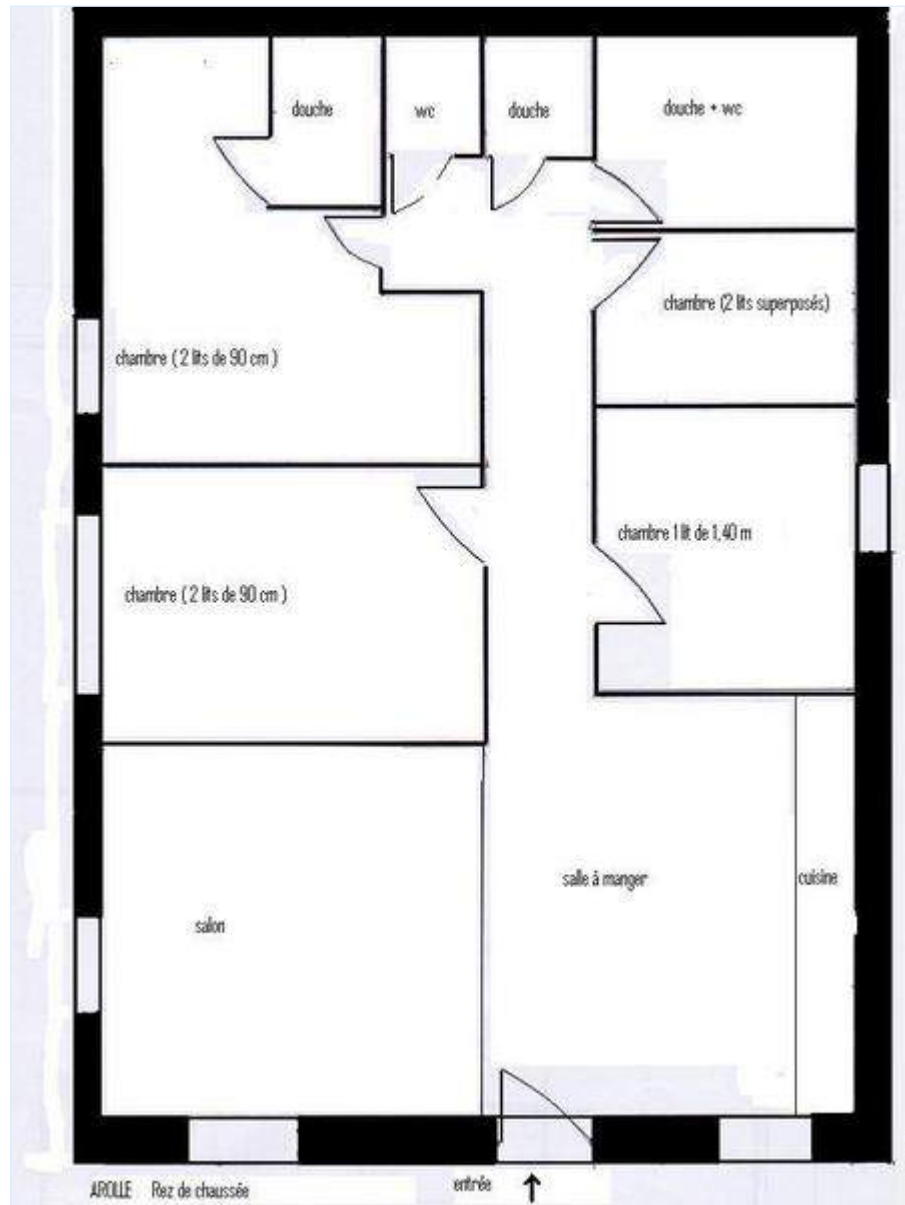 douche
wc
douche
douche + wc
chambre (2 lits superposés)
chambre ( 2 lits de 90 cm )
chambre 1 lit de 1,40 m
chambre ( 2 lits de 90 cm )
salle à manger
cuisine
salon
AROLLE Rez de chaussée
entrée